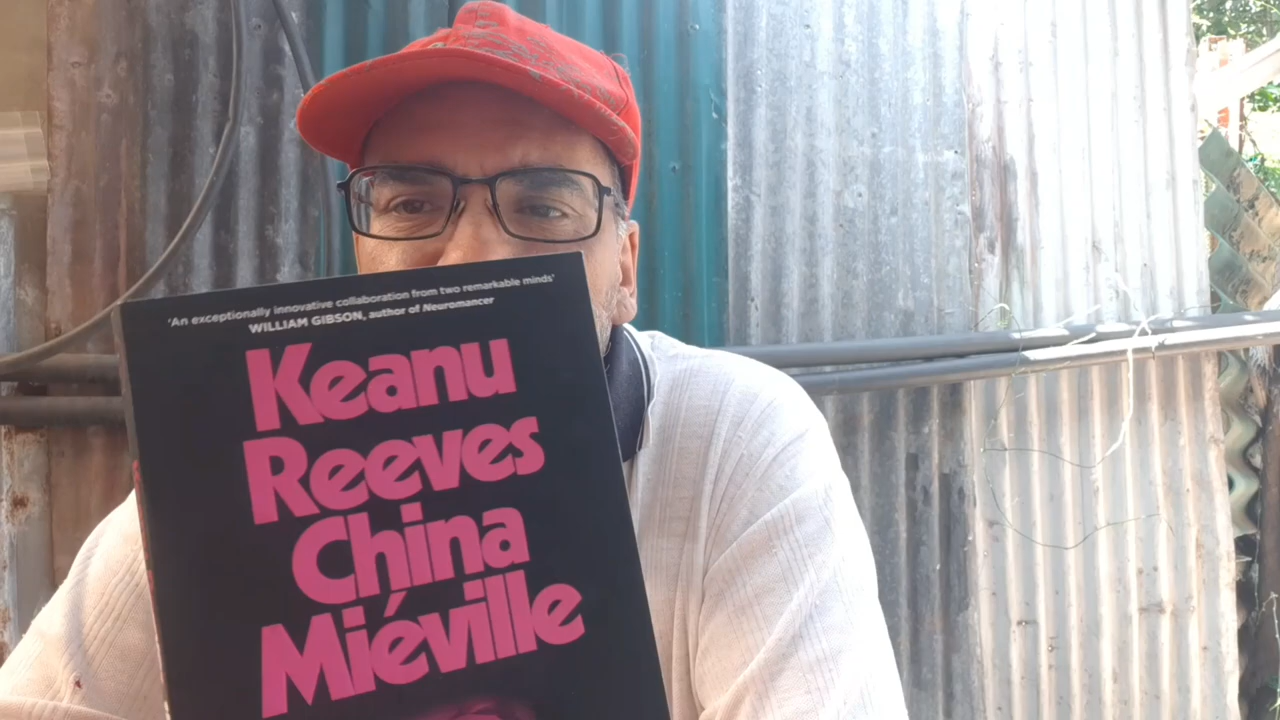 'An exceptionally innovative collaboration from two remarkable minds'
WILLIAM GIBSON, author of Neuromancer
Keanu
Reeves
China
Miéville